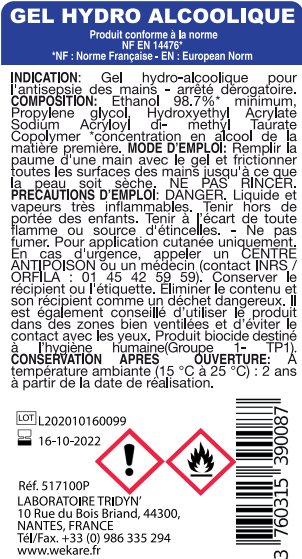 GEL HYDRO ALCOOLIQUE
Produit conforme à la norme
NF EN 14476*
*NF : Norme Française - EN : European Norm
INDICATION: Gel hydro-alcoolique pour
l'antisepsie des mains - arrêté dérogatoire.
COMPOSITION: Ethanol 98.7%* minimum,
Propylene glycol, Hydroxyethyl Acrylate
Sodium Acryloyl di- methyl Taurate
Copolymer *concentration en alcool de la
matière première. MODE D'EMPLOI: Remplir la
paume d'une main avec le gel et frictionner
toutes les surfaces des mains jusqu'à ce que
la peau soit sèche. NE PAS RINCER.
PRECAUTIONS D'EMPLOI: DANGER. Liquide et
vapeurs très inflammables. Tenir hors de
portée des enfants. Tenir à l'écart de toute
flamme ou source d'étincelles. - Ne pas
fumer. Pour application cutanée uniquement.
En cas d'urgence, appeler un CENTRE
ANTIPOISON ou un médecin (contact INRS /
ORFILA : 01 45 42 59 59). Conserver le
récipient ou l'étiquette. Eliminer le contenu et
son récipient comme un déchet dangereux. Il
est également conseillé d'utiliser le produit
dans des zones bien ventilées et d'éviter le
contact avec les yeux. Produit biocide destiné
à l'hygiène humaine(Groupe 1- TP1).
CONSERVATION APRES OUVERTURE: A
température ambiante (15 °C à 25 °C) : 2 ans
à partir de la date de réalisation.
LOT L202010160099
16-10-2022
Réf. 517100P
LABORATOIRE TRIDYN'
10 Rue du Bois Briand, 44300,
NANTES, FRANCE
Tél/Fax. +33 (0) 986 335 294
www.wekare.fr
3 760315 390087